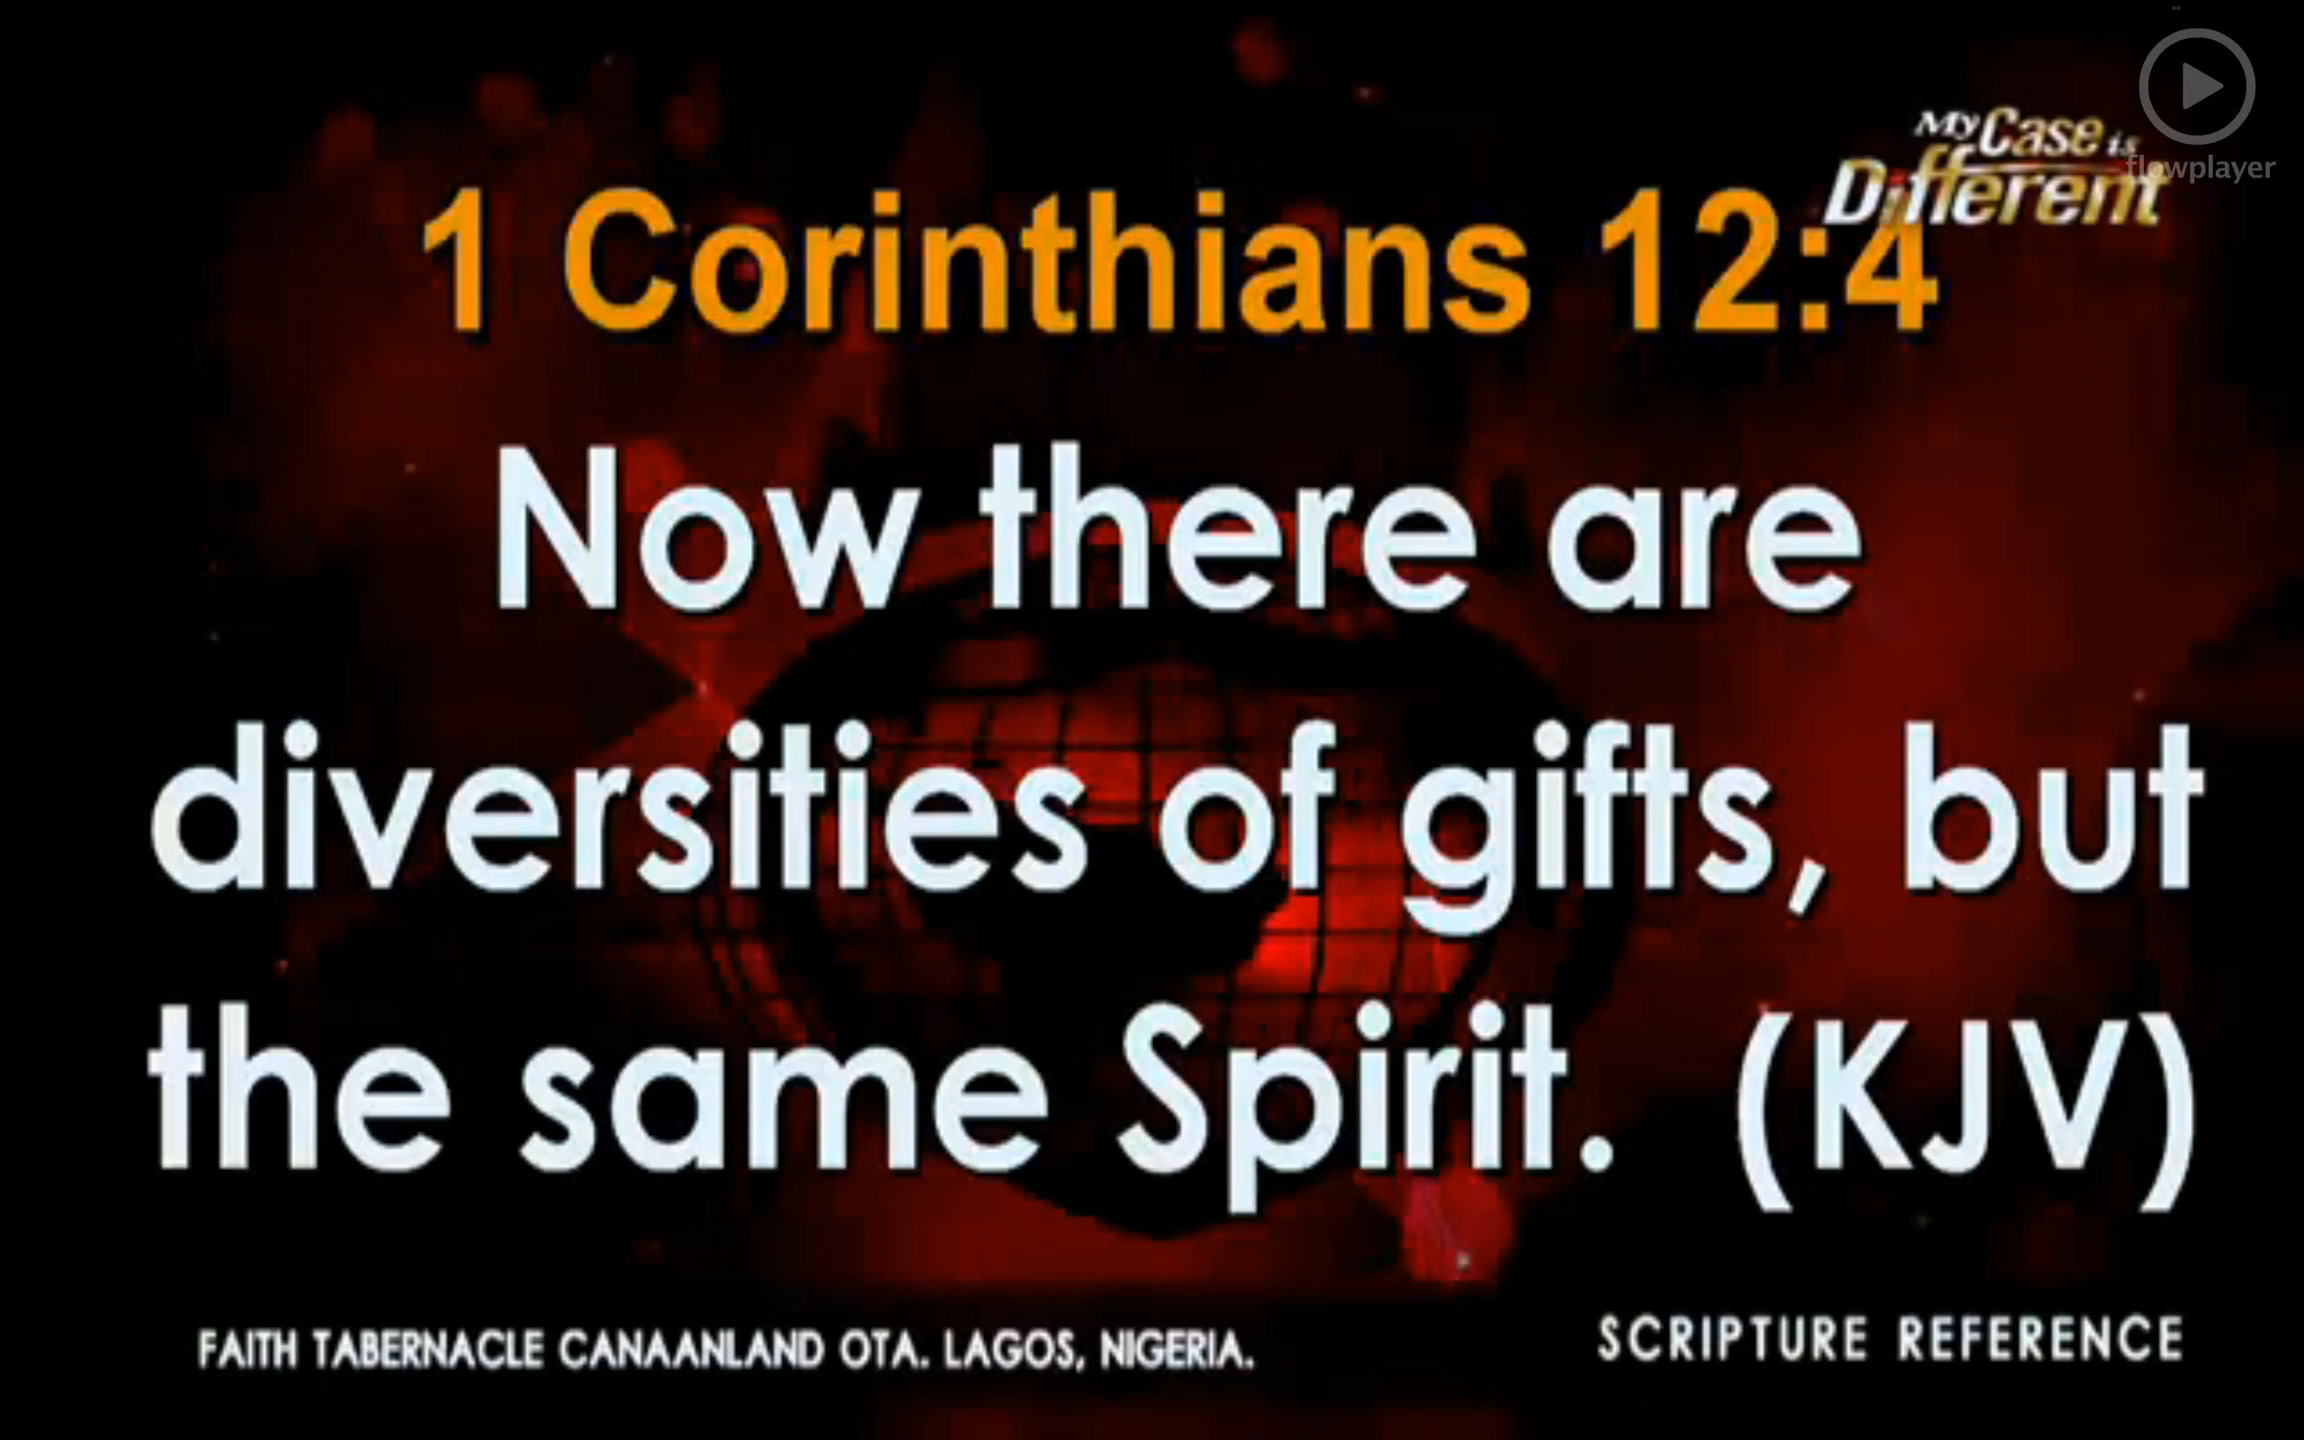 My Case is
Different
flowplayer
1 Corinthians 12:4
Now there are
diversities of gifts, but
the same Spirit. (KJV)
FAITH TABERNACLE CANAANLAND OTA. LAGOS, NIGERIA.
SCRIPTURE REFERENCE